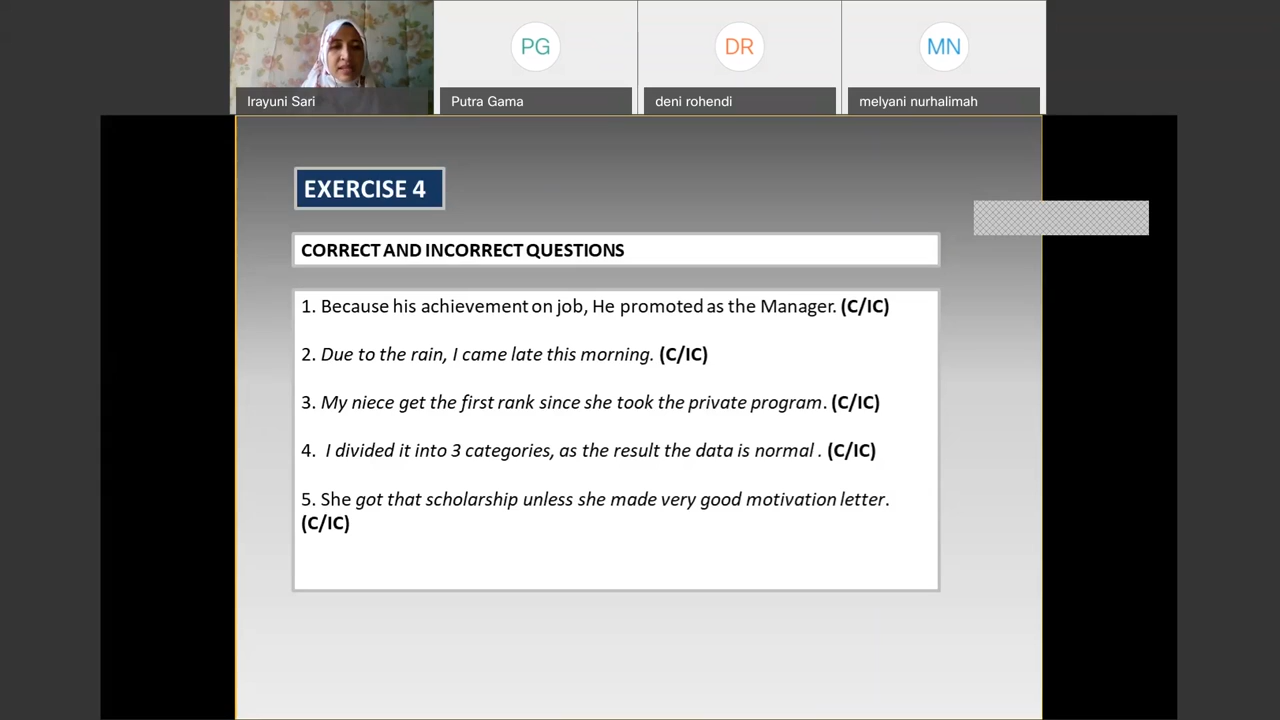 PG
DR
MN
Irayuni Sari
Putra Gama
deni rohendi
melyani nurhalimah
EXERCISE 4
CORRECT AND INCORRECT QUESTIONS
1. Because his achievement on job, He promoted as the Manager. (C/IC)
2. Due to the rain, I came late this morning. (C/IC)
3. My niece get the first rank since she took the private program. (C/IC)
4. I divided it into 3 categories, as the result the data is normal . (C/IC)
5. She got that scholarship unless she made very good motivation letter.
(C/IC)